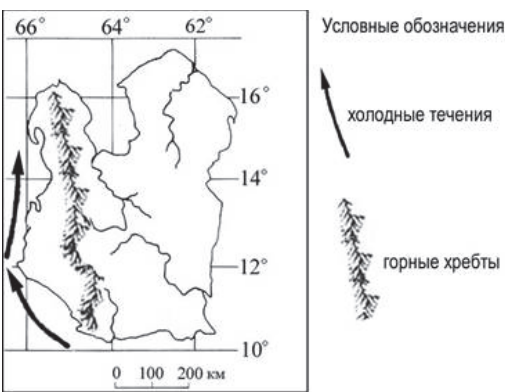 66° 64° 62°
Условные обозначения
16°
холодные течения
14°
12°
горные хребты
10°
0 100 200 км